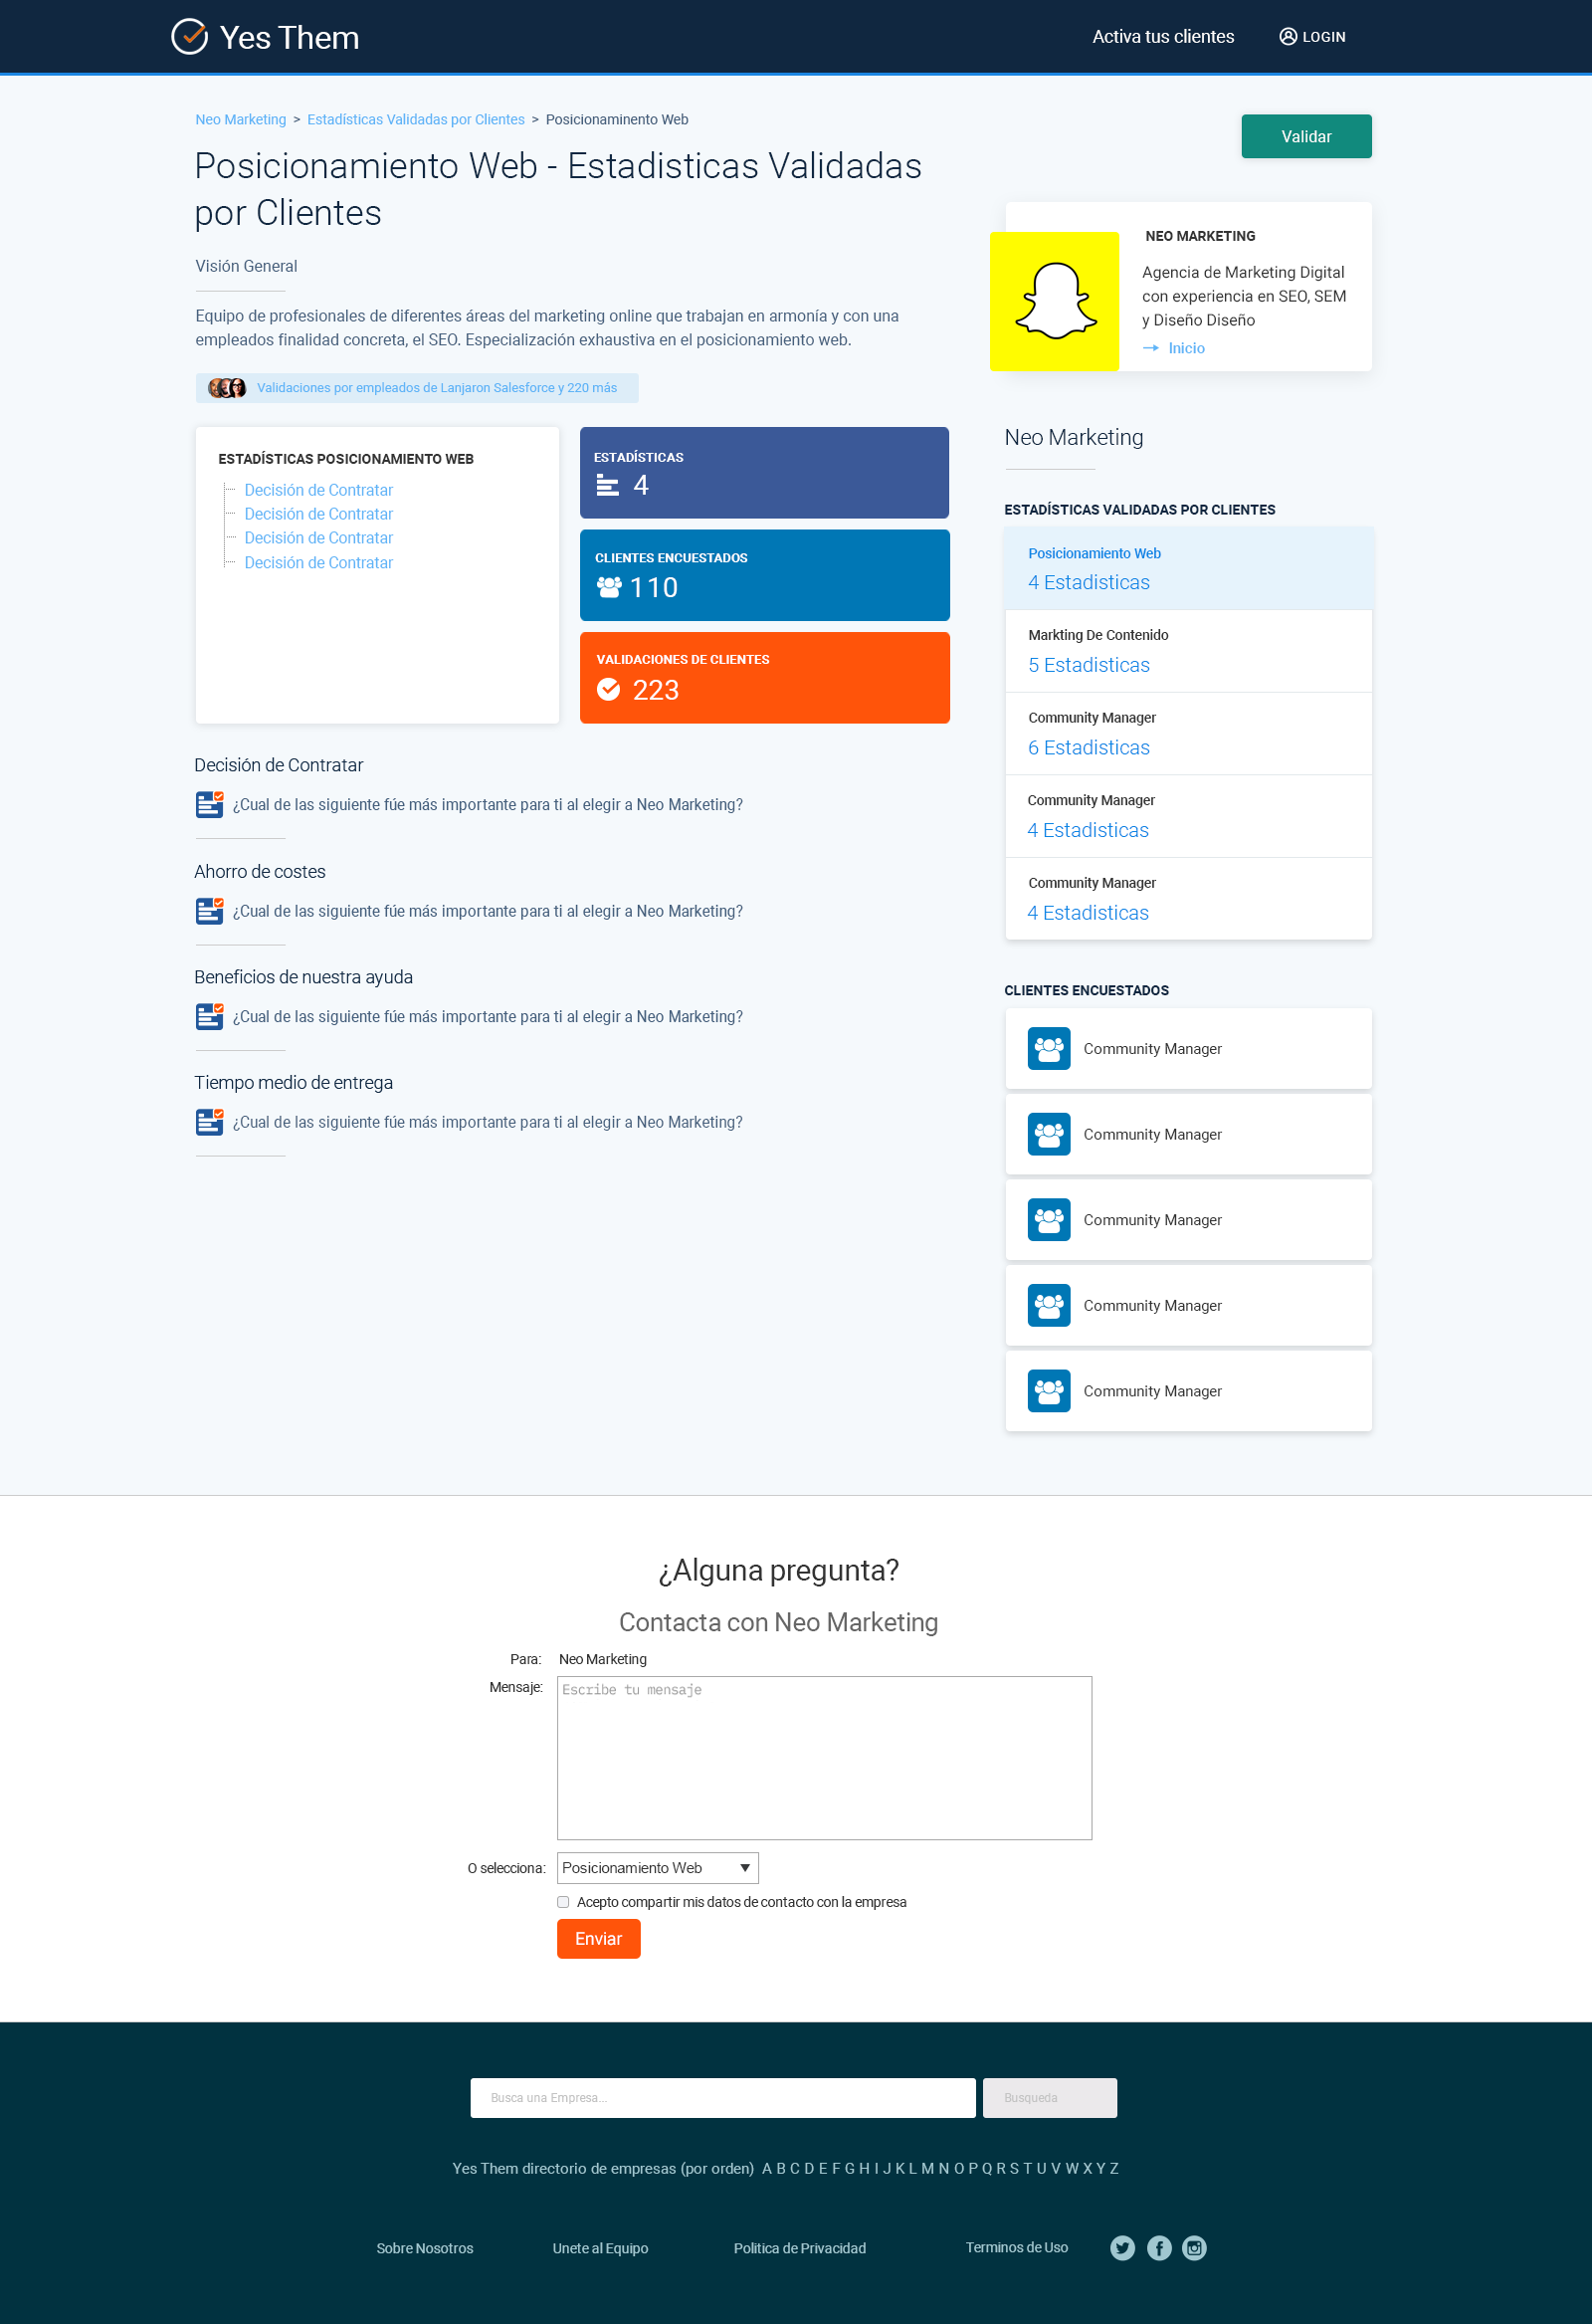 Yes Them
Activa tus clientes
LOGIN
Neo Marketing > Estadísticas Validadas por Clientes > Posicionaminento Web
Validar
Posicionamiento Web - Estadisticas Validadas
por Clientes
Visión General
Equipo de profesionales de diferentes áreas del marketing online que trabajan en armonía y con una
empleados finalidad concreta, el SEO. Especialización exhaustiva en el posicionamiento web.
Validaciones por empleados de Lanjaron Salesforce y 220 más
NEO MARKETING
Agencia de Marketing Digital
con experiencia en SEO, SEM
y Diseño Diseño
Inicio
ESTADÍSTICAS POSICIONAMIENTO WEB
Decisión de Contratar
Decisión de Contratar
Decisión de Contratar
Decisión de Contratar
ESTADÍSTICAS
4
CLIENTES ENCUESTADOS
110
VALIDACIONES DE CLIENTES
223
Decisión de Contratar
¿Cual de las siguiente fúe más importante para ti al elegir a Neo Marketing?
Ahorro de costes
¿Cual de las siguiente fúe más importante para ti al elegir a Neo Marketing?
Beneficios de nuestra ayuda
¿Cual de las siguiente fúe más importante para ti al elegir a Neo Marketing?
Tiempo medio de entrega
¿Cual de las siguiente fúe más importante para ti al elegir a Neo Marketing?
Neo Marketing
ESTADÍSTICAS VALIDADAS POR CLIENTES
Posicionamiento Web
4 Estadisticas
Markting De Contenido
5 Estadisticas
Community Manager
6 Estadisticas
Community Manager
4 Estadisticas
Community Manager
4 Estadisticas
CLIENTES ENCUESTADOS
Community Manager
Community Manager
Community Manager
Community Manager
Community Manager
¿Alguna pregunta?
Contacta con Neo Marketing
Para: Neo Marketing
Mensaje: Escribe tu mensaje
O selecciona: Posicionamiento Web
Acepto compartir mis datos de contacto con la empresa
Enviar
Busca una Empresa...
Busqueda
Yes Them directorio de empresas (por orden) A B C D E F G H I J K L M N O P Q R S T U V W X Y Z
Sobre Nosotros
Unete al Equipo
Politica de Privacidad
Terminos de Uso